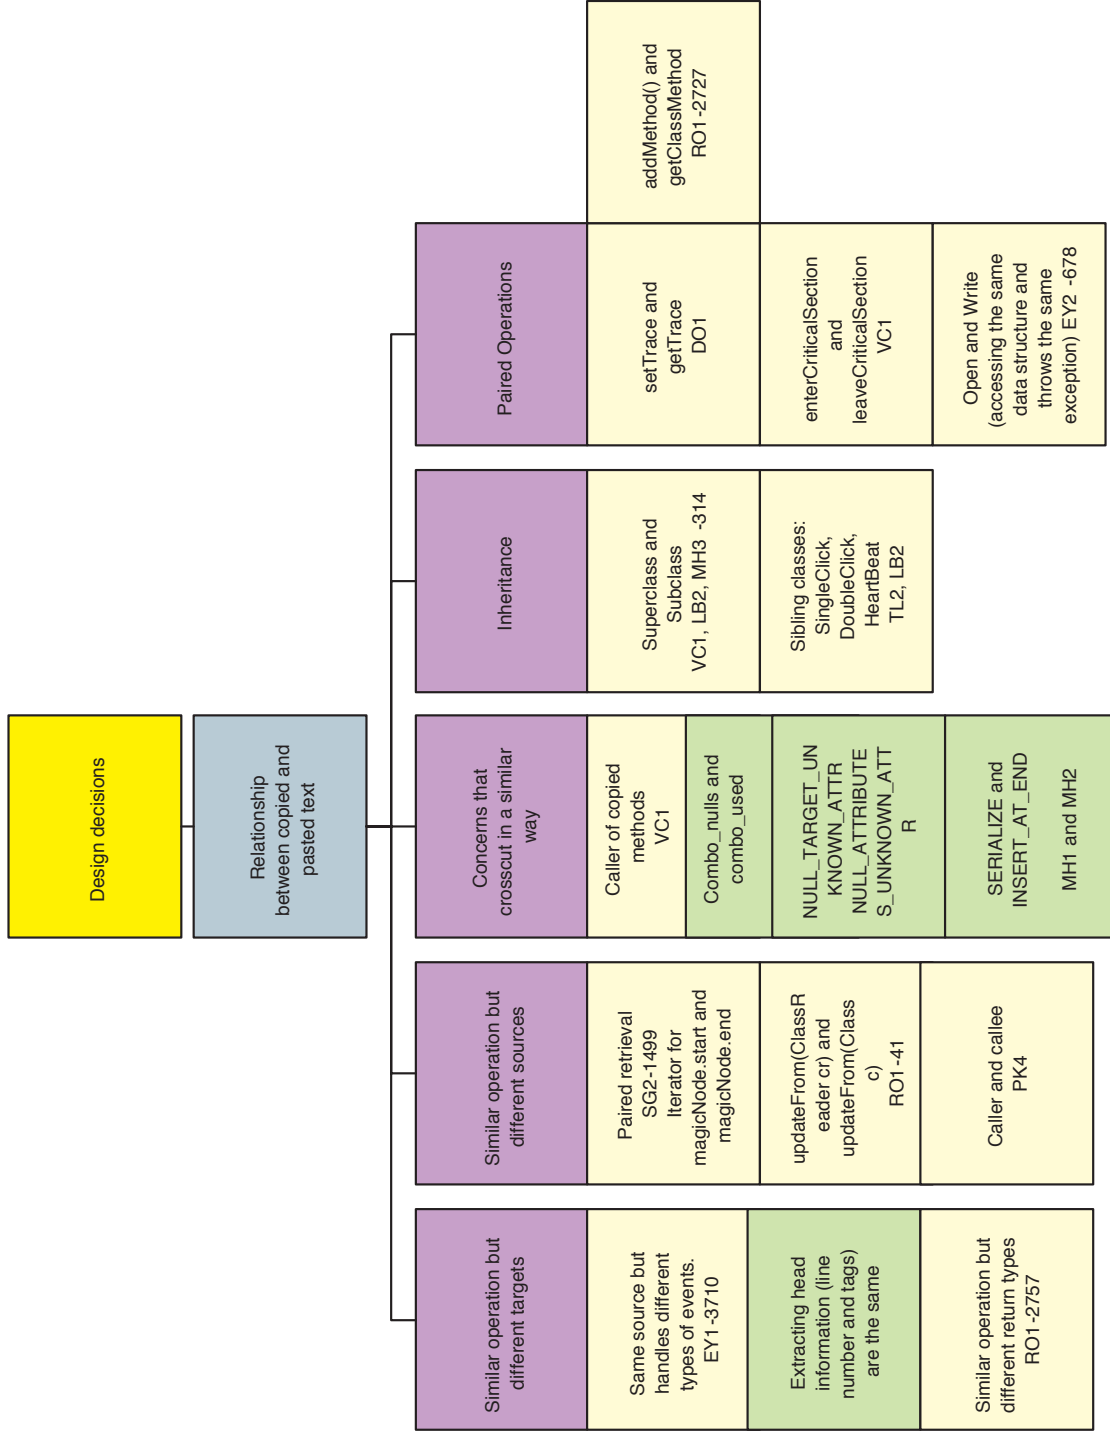 Design decisions
Relationship
between copied and
pasted text
Similar operation but
different targets
Same source but
handles different
types of events.
EY1-3710
Extracting head
information (line
number and tags)
are the same
Similar operation but
different return types
RO1-2757
Similar operation but
different sources
Paired retrieval
SG2-1499
Iterator for
magicNode.start and
magicNode.end
updateFrom(ClassR
eader cr) and
updateFrom(Class
c)
RO1-41
Caller and callee
PK4
Concerns that
crosscut in a similar
way
Caller of copied
methods
VC1
Combo_nulls and
combo_used
NULL_TARGET_UN
KNOWN_ATTR
NULL_ATTRIBUTE
S_UNKNOWN_ATT
R
SERIALIZE and
INSERT_AT_END
MH1 and MH2
Inheritance
Superclass and
Subclass
VC1, LB2, MH3 -314
Sibling classes:
SingleClick,
DoubleClick,
HeartBeat
TL2, LB2
Paired Operations
setTrace and
getTrace
DO1
enterCriticalSection
and
leaveCriticalSection
VC1
Open and Write
(accessing the same
data structure and
throws the same
exception) EY2 -678
addMethod() and
getClassMethod
RO1-2727